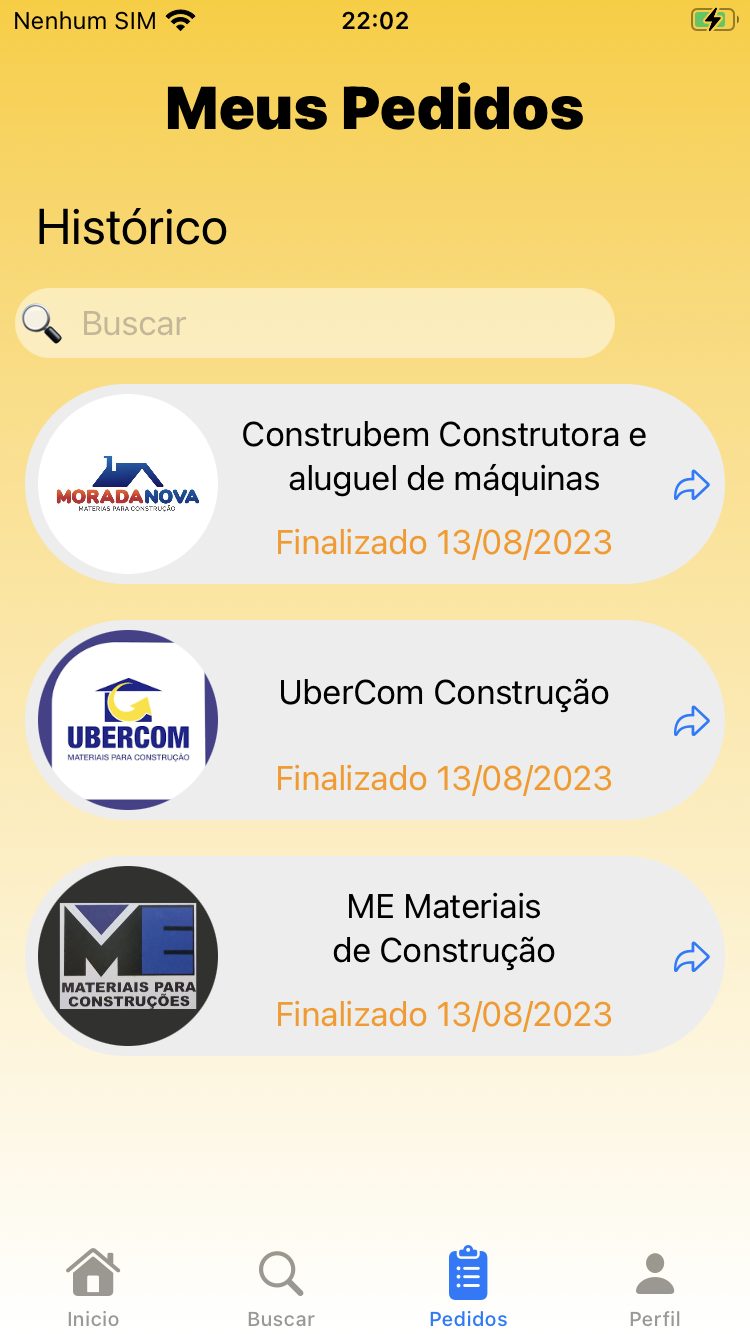 Nenhum SIM
22:02
Meus Pedidos
Histórico
Buscar
MORADANOVA
MATERIAS PARA CONSTRUÇÃO
Construbem Construtora e
aluguel de máquinas
Finalizado 13/08/2023
UBERCOM
MATERIAIS PARA CONSTRUÇÃO
UberCom Construção
Finalizado 13/08/2023
ME
MATERIAIS PARA
CONSTRUÇÕES
ME Materiais
de Construção
Finalizado 13/08/2023
Inicio
Buscar
Pedidos
Perfil